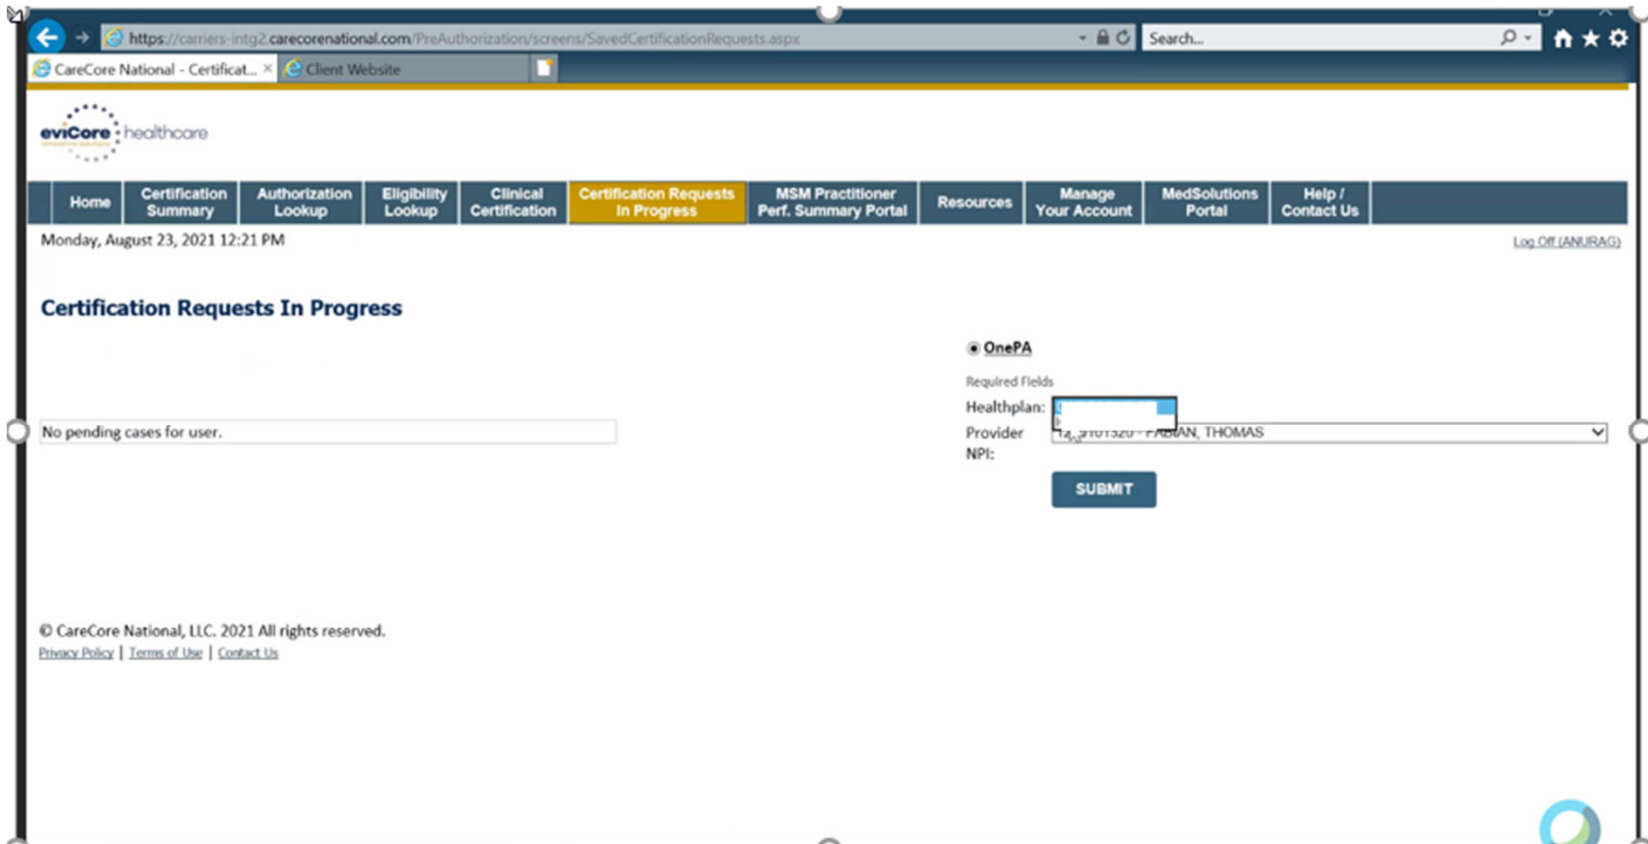 https://carriers-intg2.carecorenational.com/PreAuthorization/screens/SavedCertificationRequests.aspx
Search...
CareCore National - Certificat...
Client Website
eviCore healthcare
innovative solutions
Home
Certification Summary
Authorization Lookup
Eligibility Lookup
Clinical Certification
Certification Requests In Progress
MSM Practitioner Perf. Summary Portal
Resources
Manage Your Account
MedSolutions Portal
Help / Contact Us
Monday, August 23, 2021 12:21 PM
Log Off (ANURAG)
Certification Requests In Progress
OnePA
Required Fields
Healthplan:
No pending cases for user.
Provider NPI:
FABIAN, THOMAS
SUBMIT
© CareCore National, LLC. 2021 All rights reserved.
Privacy Policy | Terms of Use | Contact Us